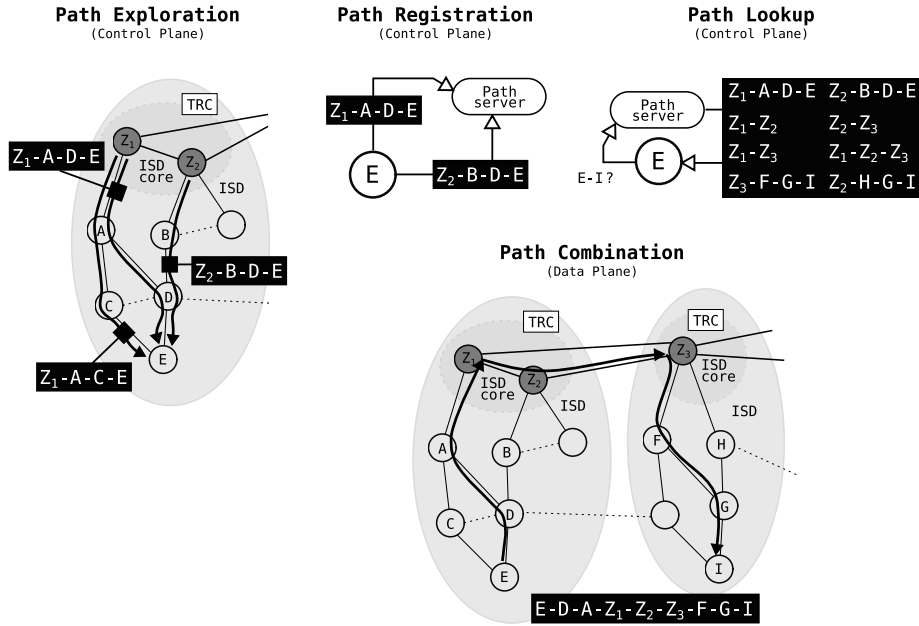 Path Exploration
(Control Plane)
TRC
Z1
Z2
ISD
core
ISD
Z1-A-D-E
A
B
Z2-B-D-E
C
D
E
Z1-A-C-E
Path Registration
(Control Plane)
Z1-A-D-E
Path
server
E
Z2-B-D-E
Path Lookup
(Control Plane)
Path
server
E
E-I?
Z1-A-D-E Z2-B-D-E
Z1-Z2 Z2-Z3
Z1-Z3 Z1-Z2-Z3
Z3-F-G-I Z2-H-G-I
Path Combination
(Data Plane)
TRC
TRC
Z1
Z2
Z3
ISD
core
ISD
core
ISD
ISD
A
B
F
H
C
D
G
E
I
E-D-A-Z1-Z2-Z3-F-G-I